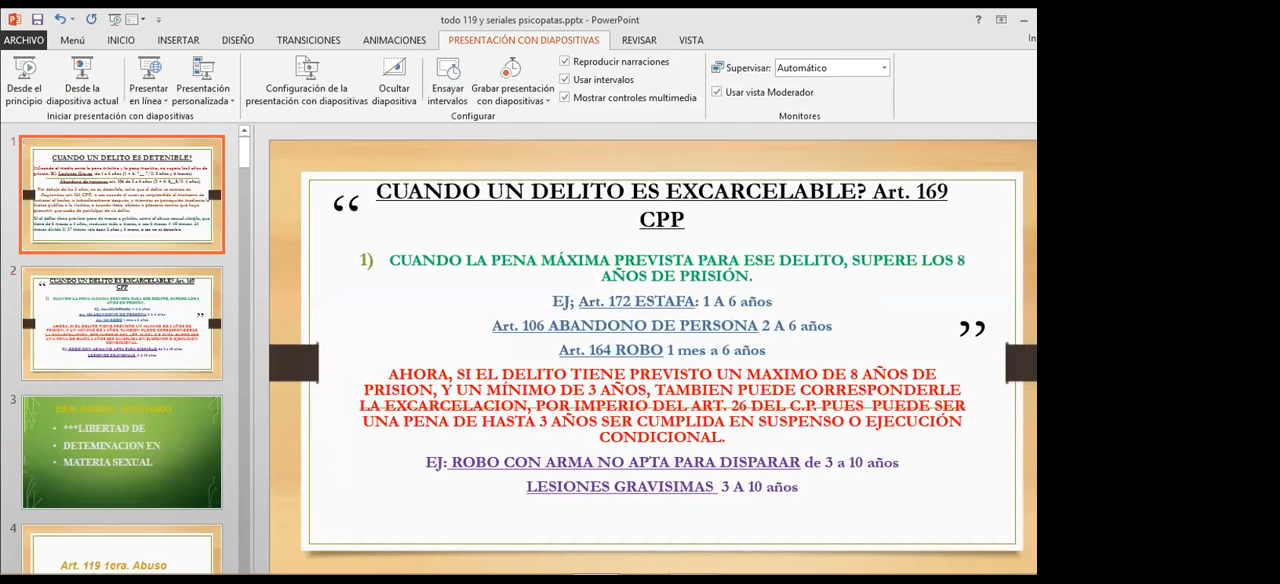 todo 119 y seriales psicopatas.pptx - PowerPoint
ARCHIVO Menú INICIO INSERTAR DISEÑO TRANSICIONES ANIMACIONES PRESENTACIÓN CON DIAPOSITIVAS REVISAR VISTA In
Desde el principio
Desde la diapositiva actual
Presentar en línea
Presentación personalizada
Iniciar presentación con diapositivas
Configuración de la presentación con diapositivas
Ocultar diapositiva
Ensayar intervalos
Grabar presentación con diapositivas
Reproducir narraciones
Usar intervalos
Mostrar controles multimedia
Configurar
Supervisar: Automático
Usar vista Moderador
Monitores
1
CUANDO UN DELITO ES DETENIBLE?
2
CUANDO UN DELITO ES EXCARCELABLE? Art. 169
CPP
3
BIEN JURIDICO PROTEGIDO
• ***LIBERTAD DE
• DETEMINACION EN
• MATERIA SEXUAL
4
Art. 119 1era. Abuso
“ CUANDO UN DELITO ES EXCARCELABLE? Art. 169
CPP
1) CUANDO LA PENA MÁXIMA PREVISTA PARA ESE DELITO, SUPERE LOS 8
AÑOS DE PRISIÓN.
EJ; Art. 172 ESTAFA: 1 A 6 años
Art. 106 ABANDONO DE PERSONA 2 A 6 años
”
Art. 164 ROBO 1 mes a 6 años
AHORA, SI EL DELITO TIENE PREVISTO UN MAXIMO DE 8 AÑOS DE
PRISION, Y UN MÍNIMO DE 3 AÑOS, TAMBIEN PUEDE CORRESPONDERLE
LA EXCARCELACION, POR IMPERIO DEL ART. 26 DEL C.P. PUES PUEDE SER
UNA PENA DE HASTA 3 AÑOS SER CUMPLIDA EN SUSPENSO O EJECUCIÓN
CONDICIONAL.
EJ: ROBO CON ARMA NO APTA PARA DISPARAR de 3 a 10 años
LESIONES GRAVISIMAS 3 A 10 años